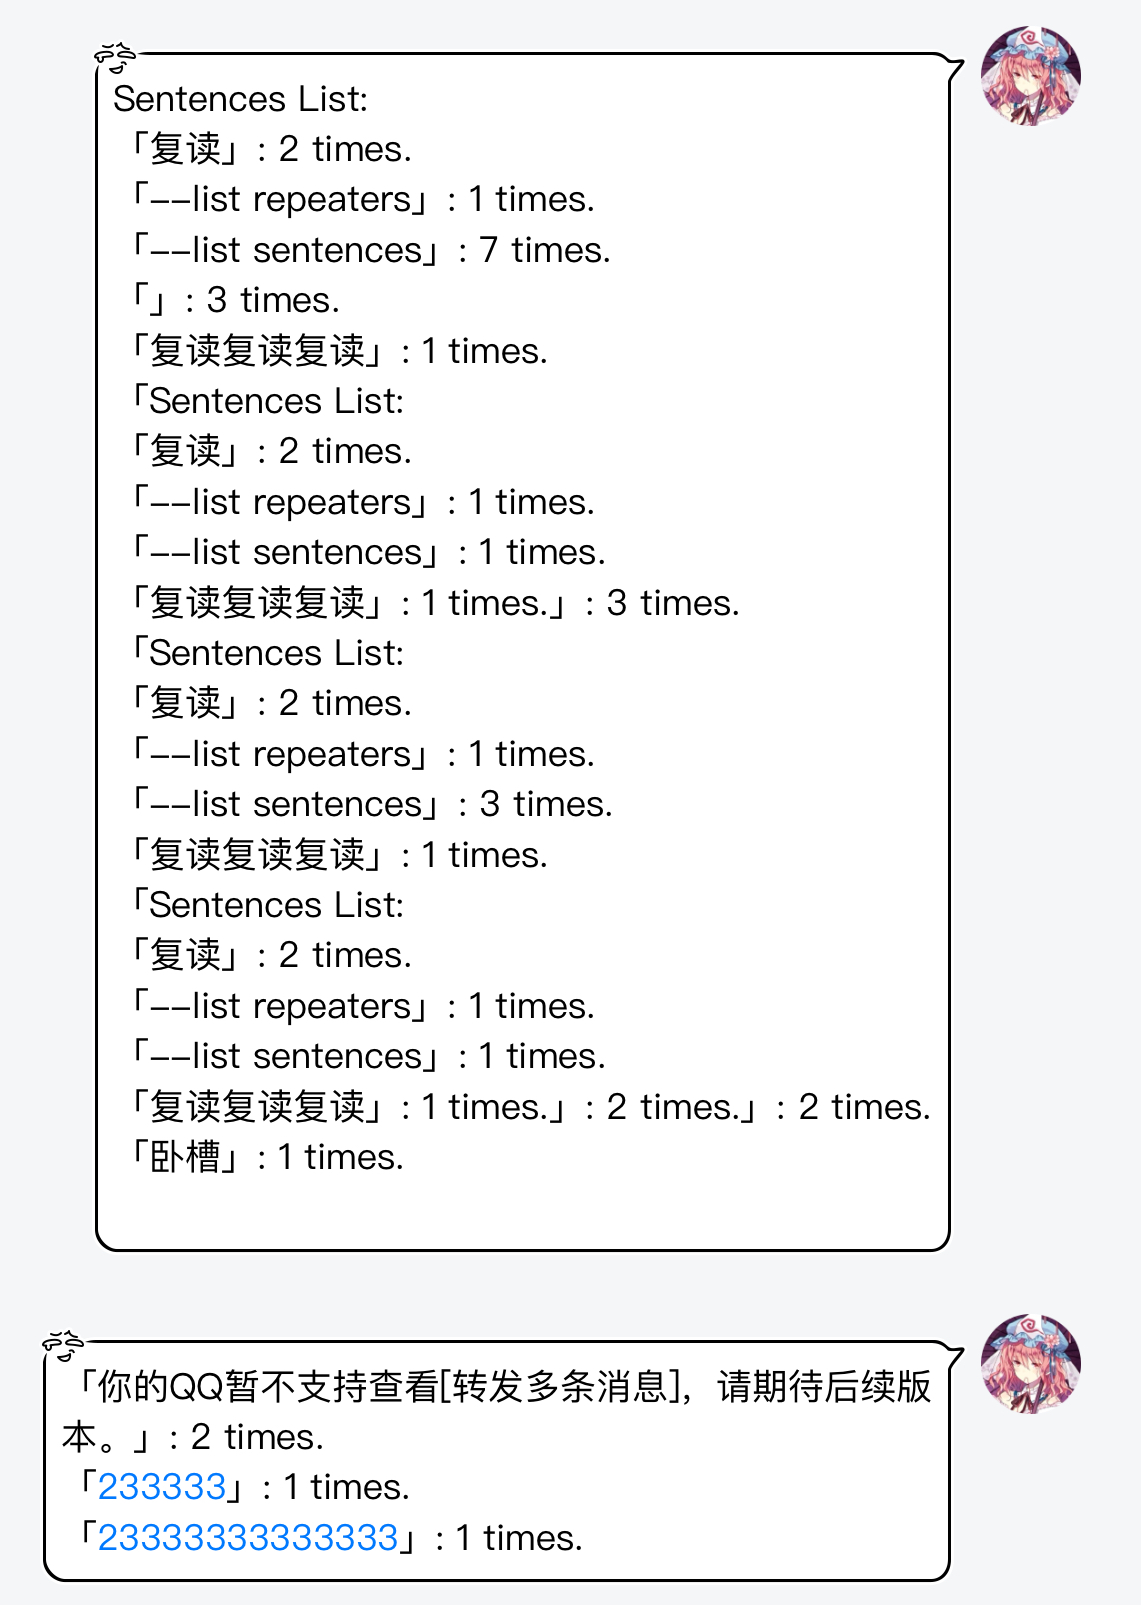 Sentences List:
「复读」: 2 times.
「--list repeaters」: 1 times.
「--list sentences」: 7 times.
「」: 3 times.
「复读复读复读」: 1 times.
「Sentences List:
「复读」: 2 times.
「--list repeaters」: 1 times.
「--list sentences」: 1 times.
「复读复读复读」: 1 times.」: 3 times.
「Sentences List:
「复读」: 2 times.
「--list repeaters」: 1 times.
「--list sentences」: 3 times.
「复读复读复读」: 1 times.
「Sentences List:
「复读」: 2 times.
「--list repeaters」: 1 times.
「--list sentences」: 1 times.
「复读复读复读」: 1 times.」: 2 times.」: 2 times.
「卧槽」: 1 times.
「你的QQ暂不支持查看[转发多条消息]，请期待后续版
本。」: 2 times.
「233333」: 1 times.
「23333333333333」: 1 times.